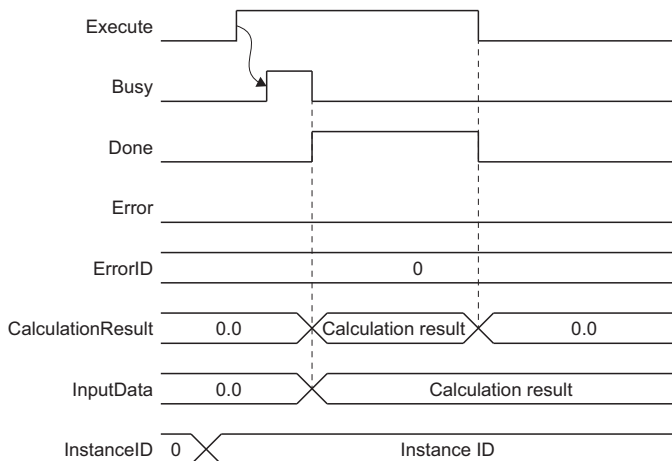 Execute
Busy
Done
Error
ErrorID 0
CalculationResult 0.0 Calculation result 0.0
InputData 0.0 Calculation result
InstanceID 0 Instance ID